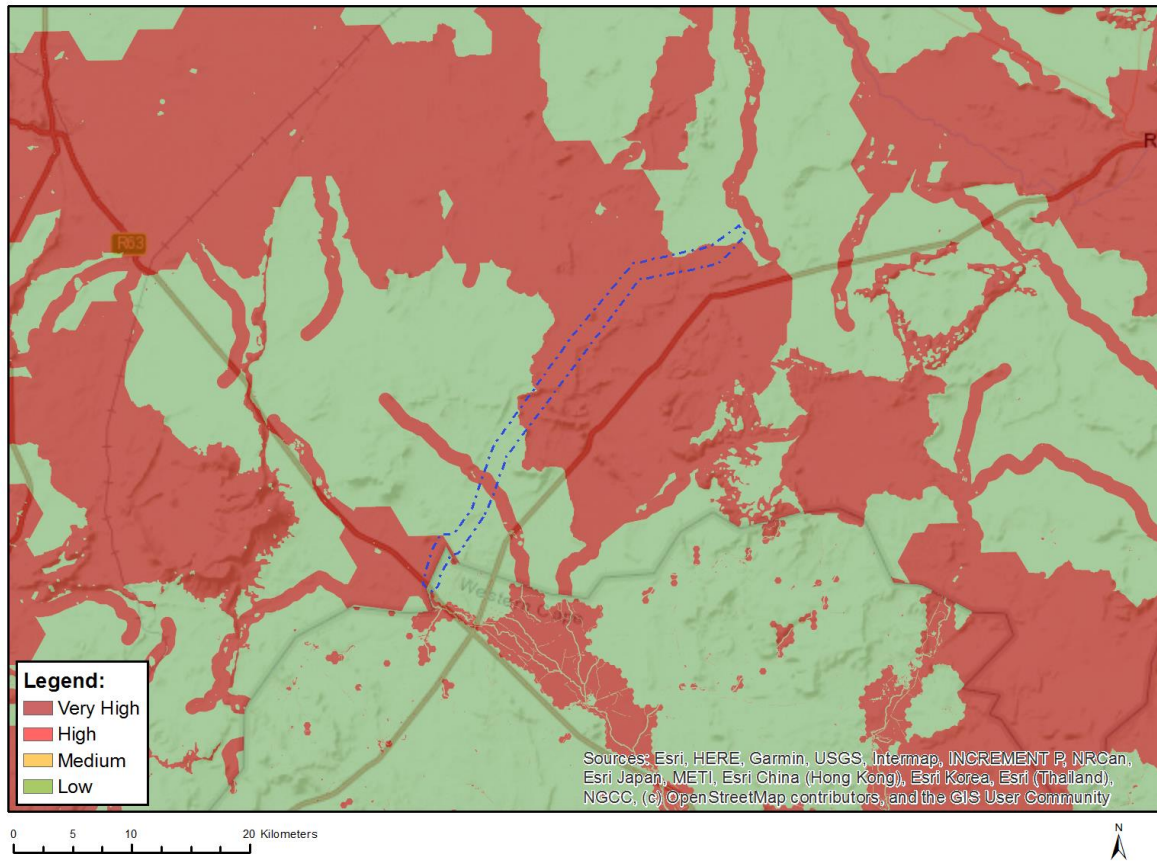 R63
R
Western Cape
Legend:
Very High
High
Medium
Low
Sources: Esri, HERE, Garmin, USGS, Intermap, INCREMENT P, NRCan,
Esri Japan, METI, Esri China (Hong Kong), Esri Korea, Esri (Thailand),
NGCC, (c) OpenStreetMap contributors, and the GIS User Community
0 5 10 20 Kilometers
N